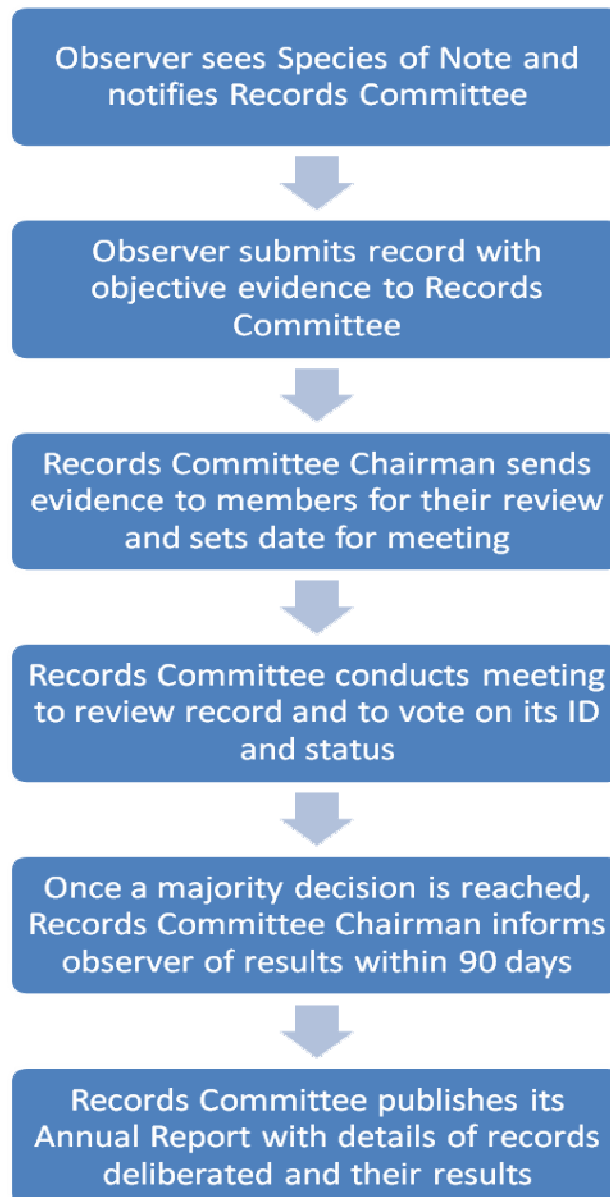 Observer sees Species of Note and
notifies Records Committee
Observer submits record with
objective evidence to Records
Committee
Records Committee Chairman sends
evidence to members for their review
and sets date for meeting
Records Committee conducts meeting
to review record and to vote on its ID
and status
Once a majority decision is reached,
Records Committee Chairman informs
observer of results within 90 days
Records Committee publishes its
Annual Report with details of records
deliberated and their results